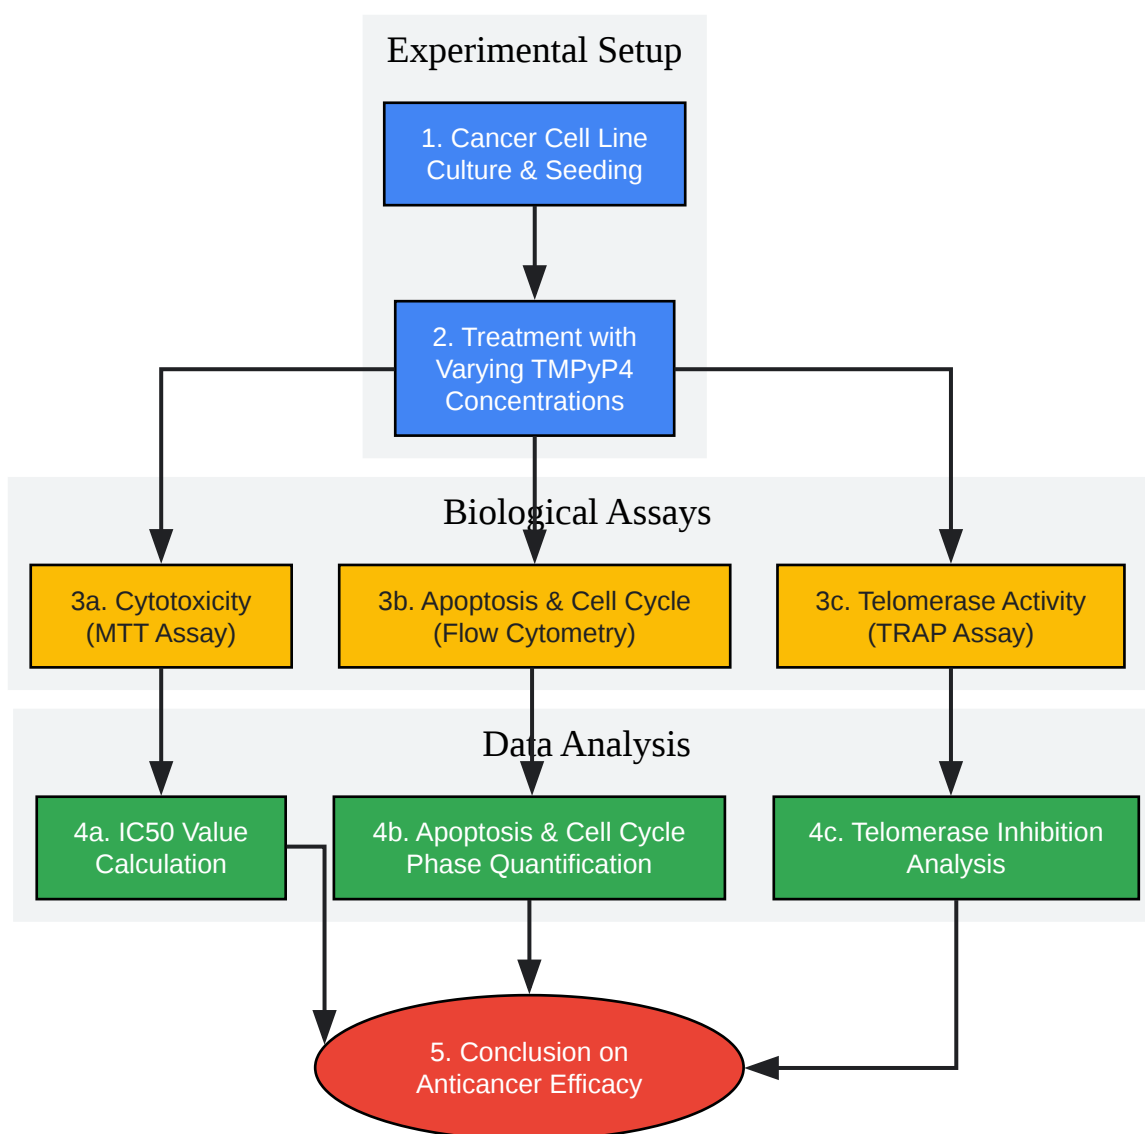 Experimental Setup
1. Cancer Cell Line
Culture & Seeding
2. Treatment with
Varying TMPyP4
Concentrations
Biological Assays
3a. Cytotoxicity
(MTT Assay)
3b. Apoptosis & Cell Cycle
(Flow Cytometry)
3c. Telomerase Activity
(TRAP Assay)
Data Analysis
4a. IC50 Value
Calculation
4b. Apoptosis & Cell Cycle
Phase Quantification
4c. Telomerase Inhibition
Analysis
5. Conclusion on
Anticancer Efficacy